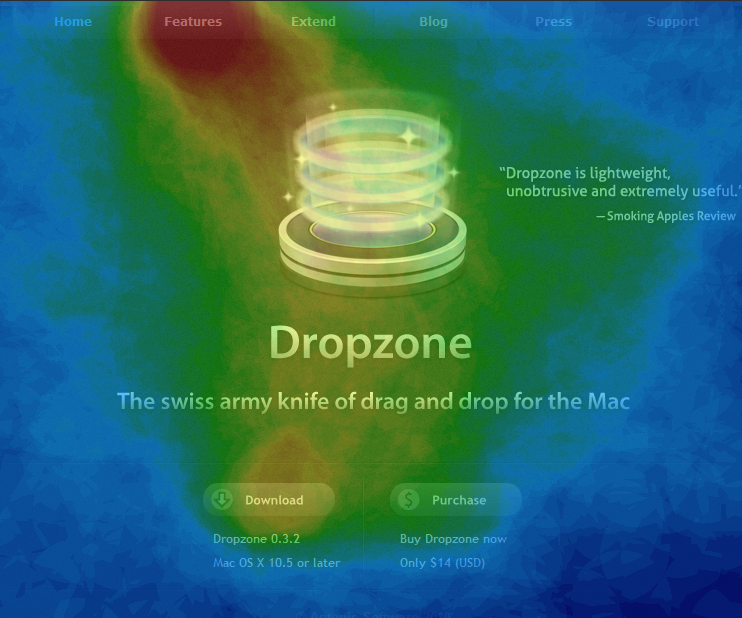 Home Features Extend Blog Press Support
“Dropzone is lightweight,
unobtrusive and extremely useful.”
—Smoking Apples Review
Dropzone
The swiss army knife of drag and drop for the Mac
Download Purchase
Dropzone 0.3.2 Buy Dropzone now
Mac OS X 10.5 or later Only $14 (USD)